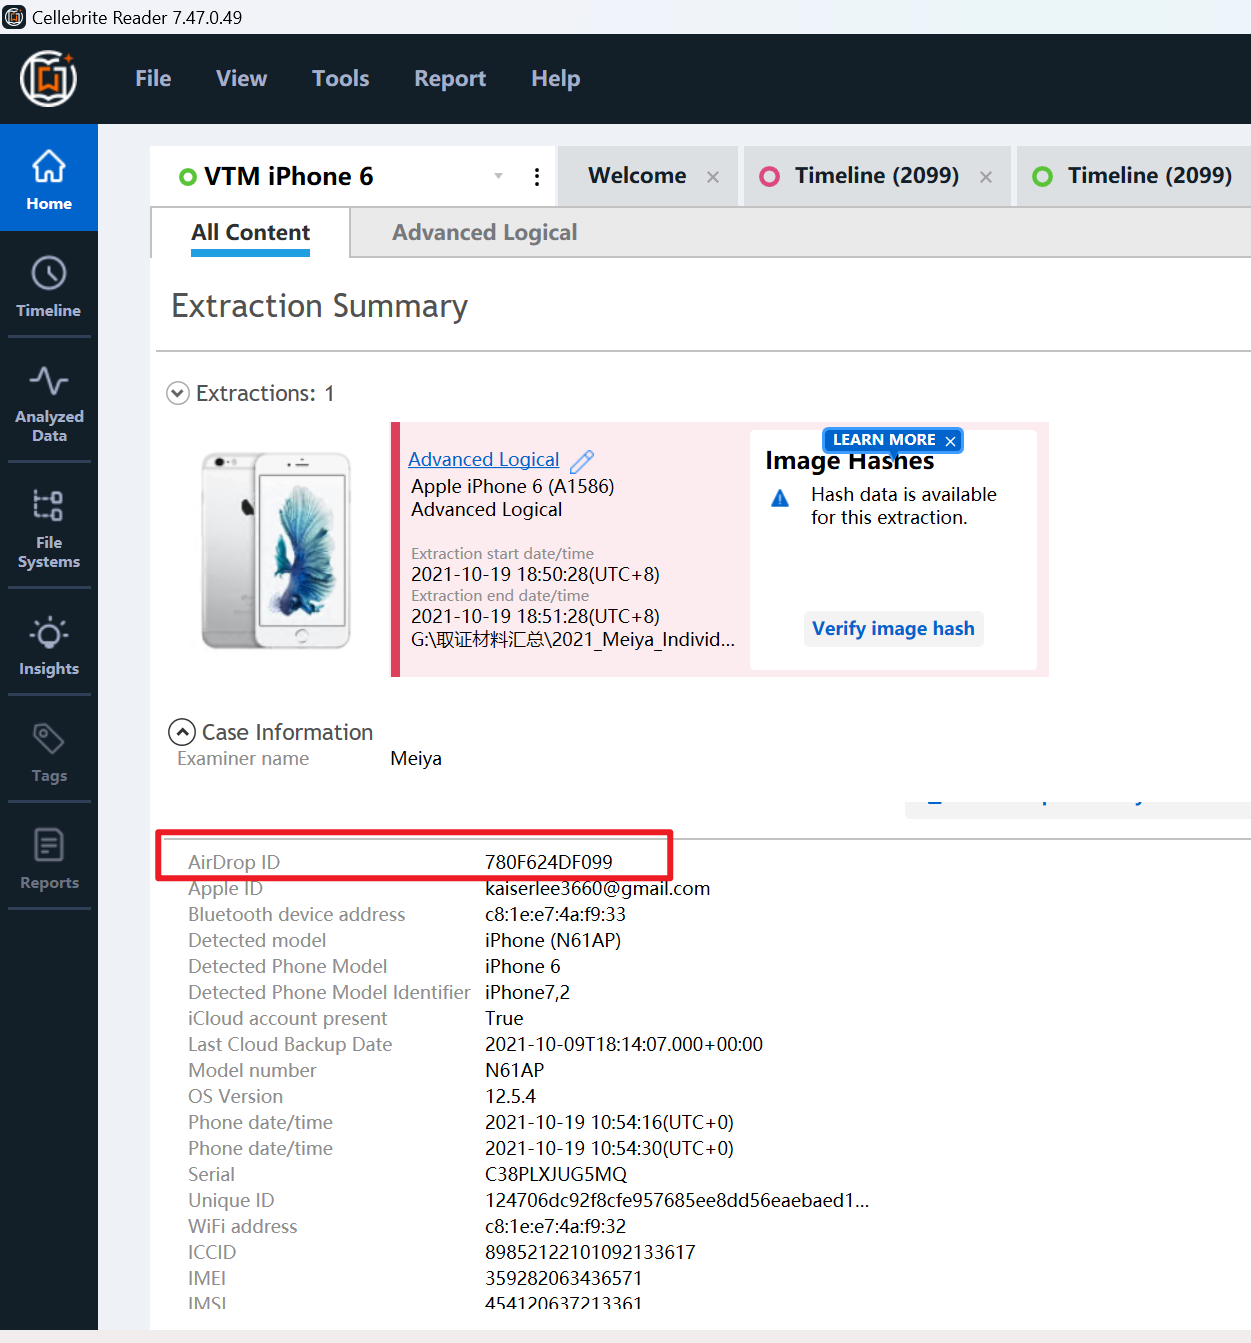 Cellebrite Reader 7.47.0.49
File View Tools Report Help
Home
Timeline
Analyzed
Data
File
Systems
Insights
Tags
Reports
VTM iPhone 6
Welcome
Timeline (2099)
Timeline (2099)
All Content
Advanced Logical
Extraction Summary
Extractions: 1
Advanced Logical
Apple iPhone 6 (A1586)
Advanced Logical
Extraction start date/time
2021-10-19 18:50:28(UTC+8)
Extraction end date/time
2021-10-19 18:51:28(UTC+8)
G:\取证材料汇总\2021_Meiya_Individ...
LEARN MORE
Image Hashes
Hash data is available
for this extraction.
Verify image hash
Case Information
Examiner name Meiya
AirDrop ID 780F624DF099
Apple ID kaiserlee3660@gmail.com
Bluetooth device address c8:1e:e7:4a:f9:33
Detected model iPhone (N61AP)
Detected Phone Model iPhone 6
Detected Phone Model Identifier iPhone7,2
iCloud account present True
Last Cloud Backup Date 2021-10-09T18:14:07.000+00:00
Model number N61AP
OS Version 12.5.4
Phone date/time 2021-10-19 10:54:16(UTC+0)
Phone date/time 2021-10-19 10:54:30(UTC+0)
Serial C38PLXJUG5MQ
Unique ID 124706dc92f8cfe957685ee8dd56eaebaed1...
WiFi address c8:1e:e7:4a:f9:32
ICCID 89852122101092133617
IMEI 359282063436571
IMSI 454120637213361